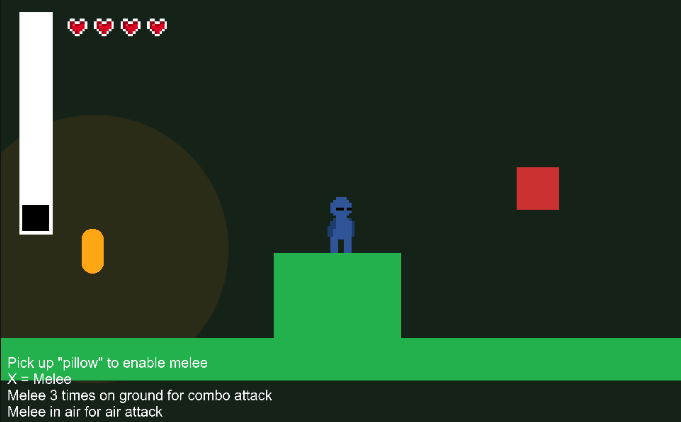 Pick up "pillow" to enable melee
X = Melee
Melee 3 times on ground for combo attack
Melee in air for air attack